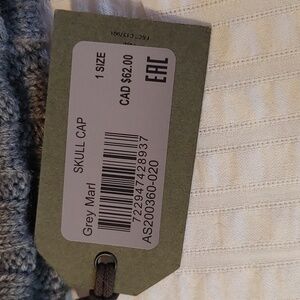 1 SIZE
CAD $62.00
EAC
SKULL CAP
Grey Marl
722947428937
AS200360-020